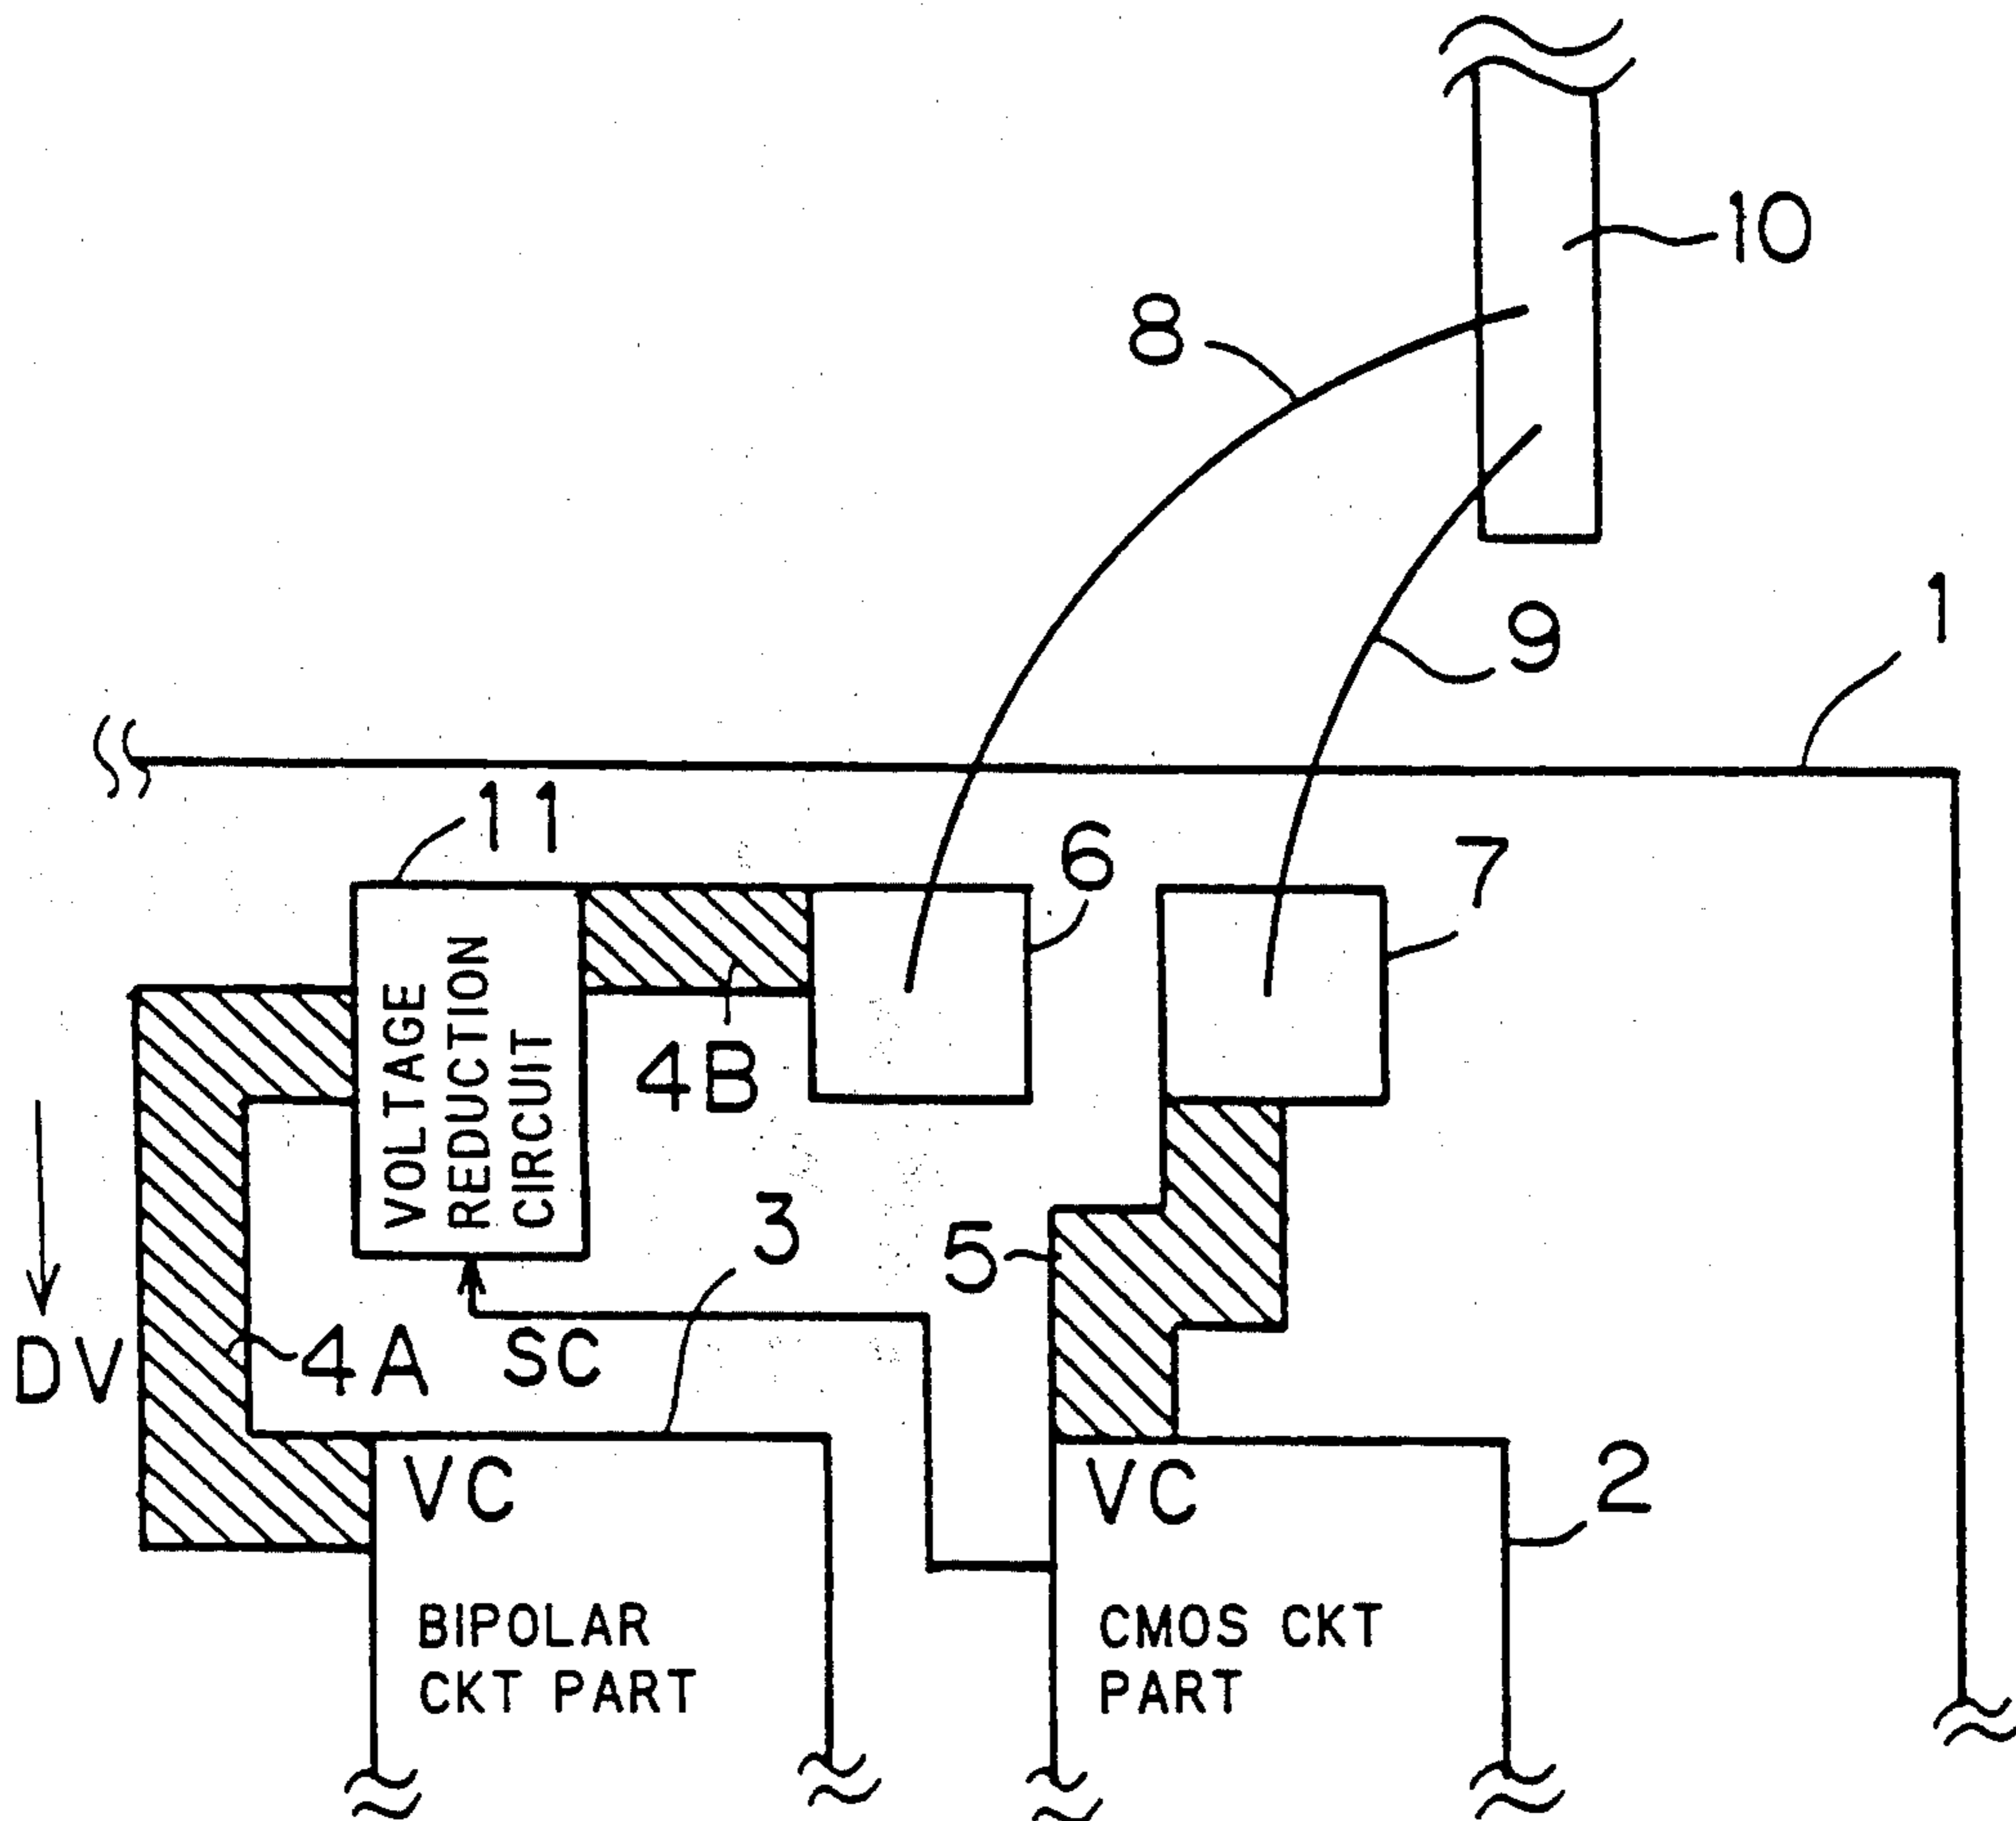 10
8
9
1
11
6
7
VOLTAGE
REDUCTION
CIRCUIT
4B
3
5
DV
4A
SC
VC
VC
2
BIPOLAR
CKT PART
CMOS CKT
PART